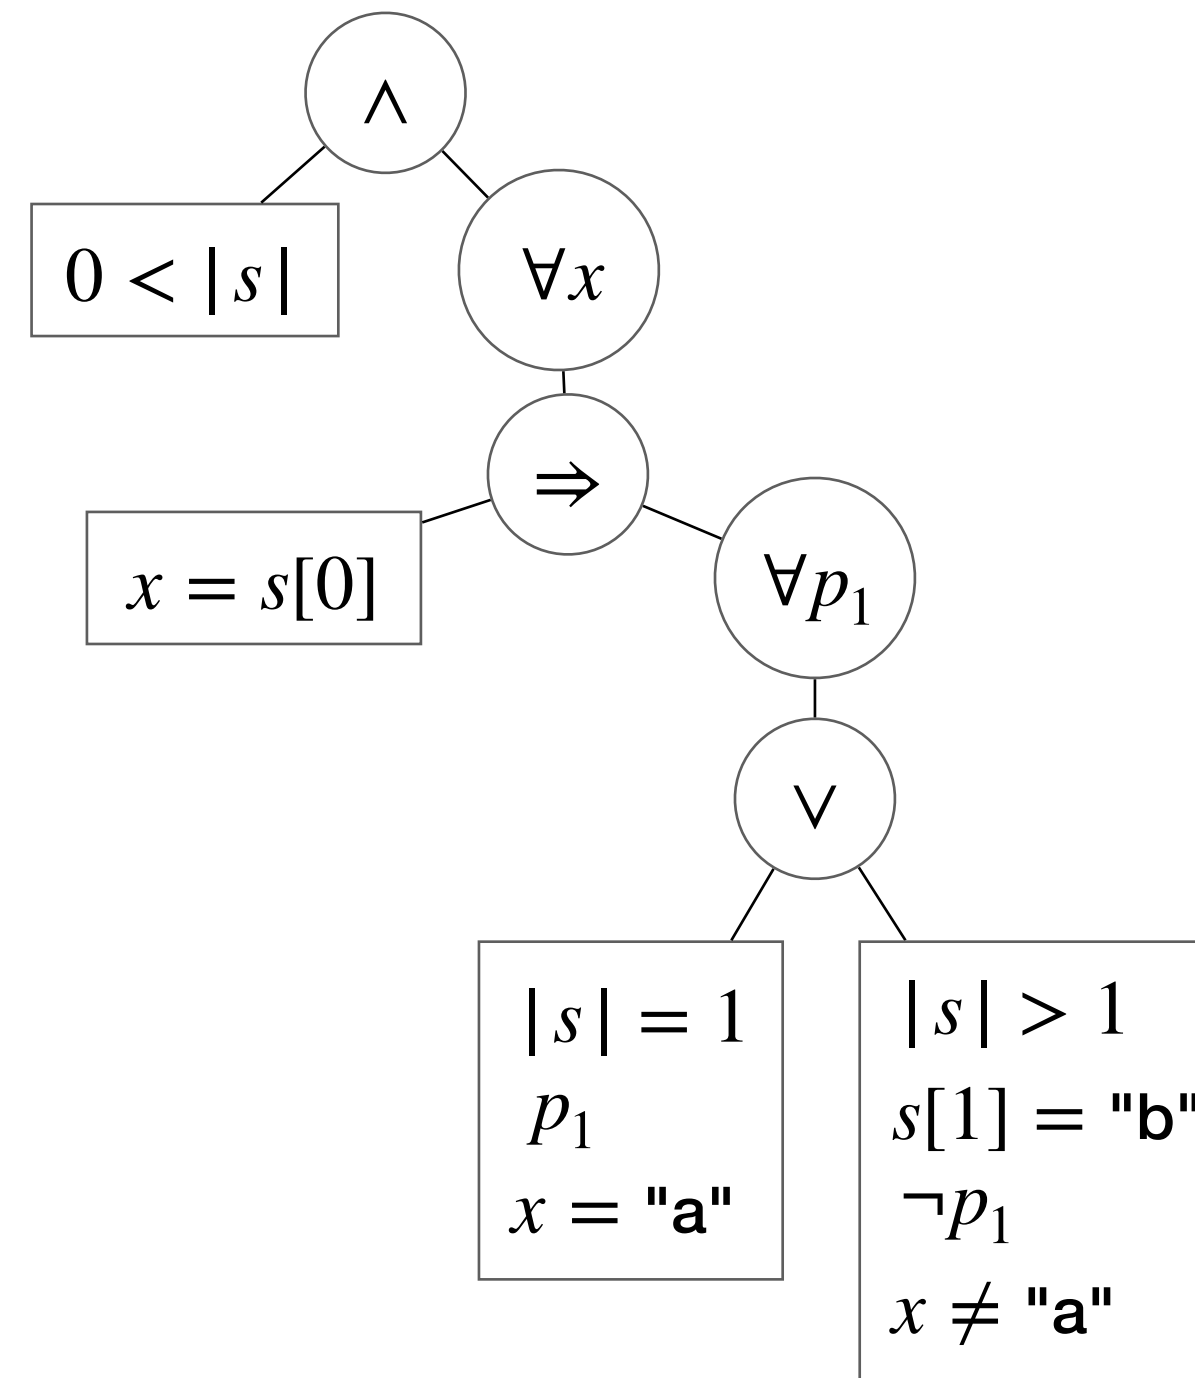 ∧
0 < |s|
∀x
⇒
x = s[0]
∀p₁
∨
|s| = 1
p₁
x = "a"
|s| > 1
s[1] = "b"
¬p₁
x ≠ "a"